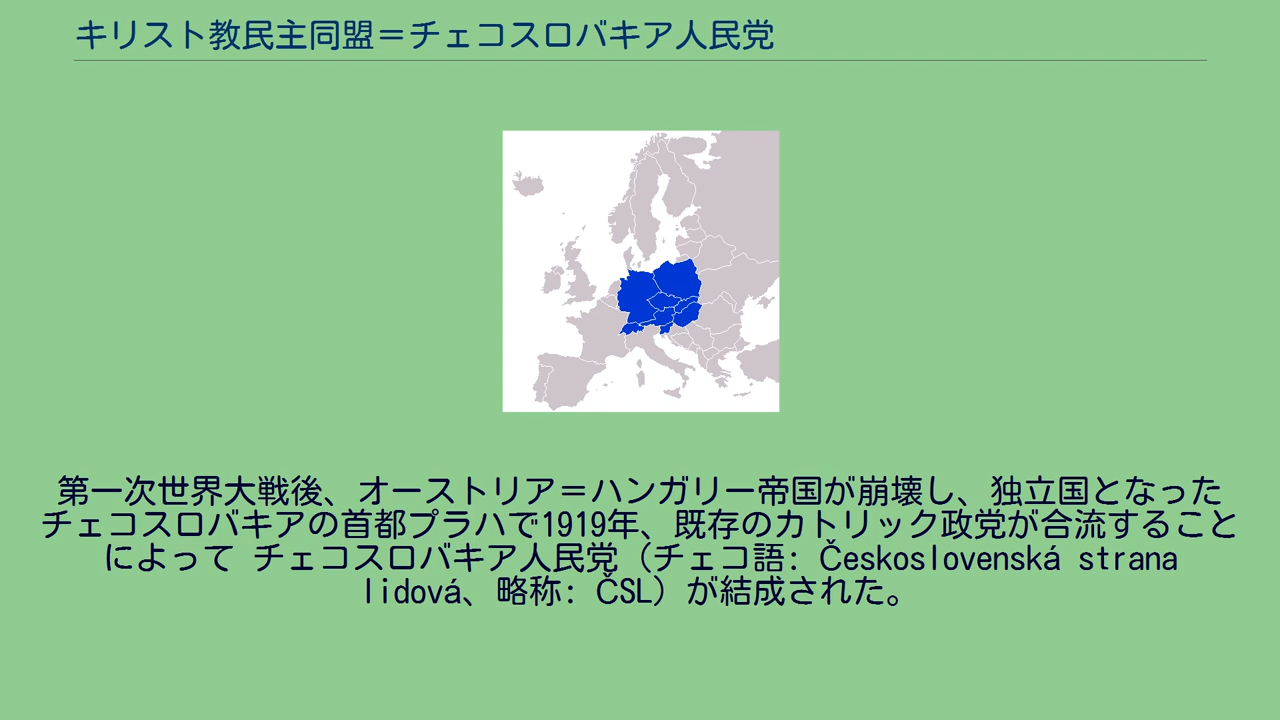 キリスト教民主同盟＝チェコスロバキア人民党
第一次世界大戦後、オーストリア＝ハンガリー帝国が崩壊し、独立国となった
チェコスロバキアの首都プラハで1919年、既存のカトリック政党が合流すること
によって チェコスロバキア人民党（チェコ語: Československá strana
lidová、略称: ČSL）が結成された。